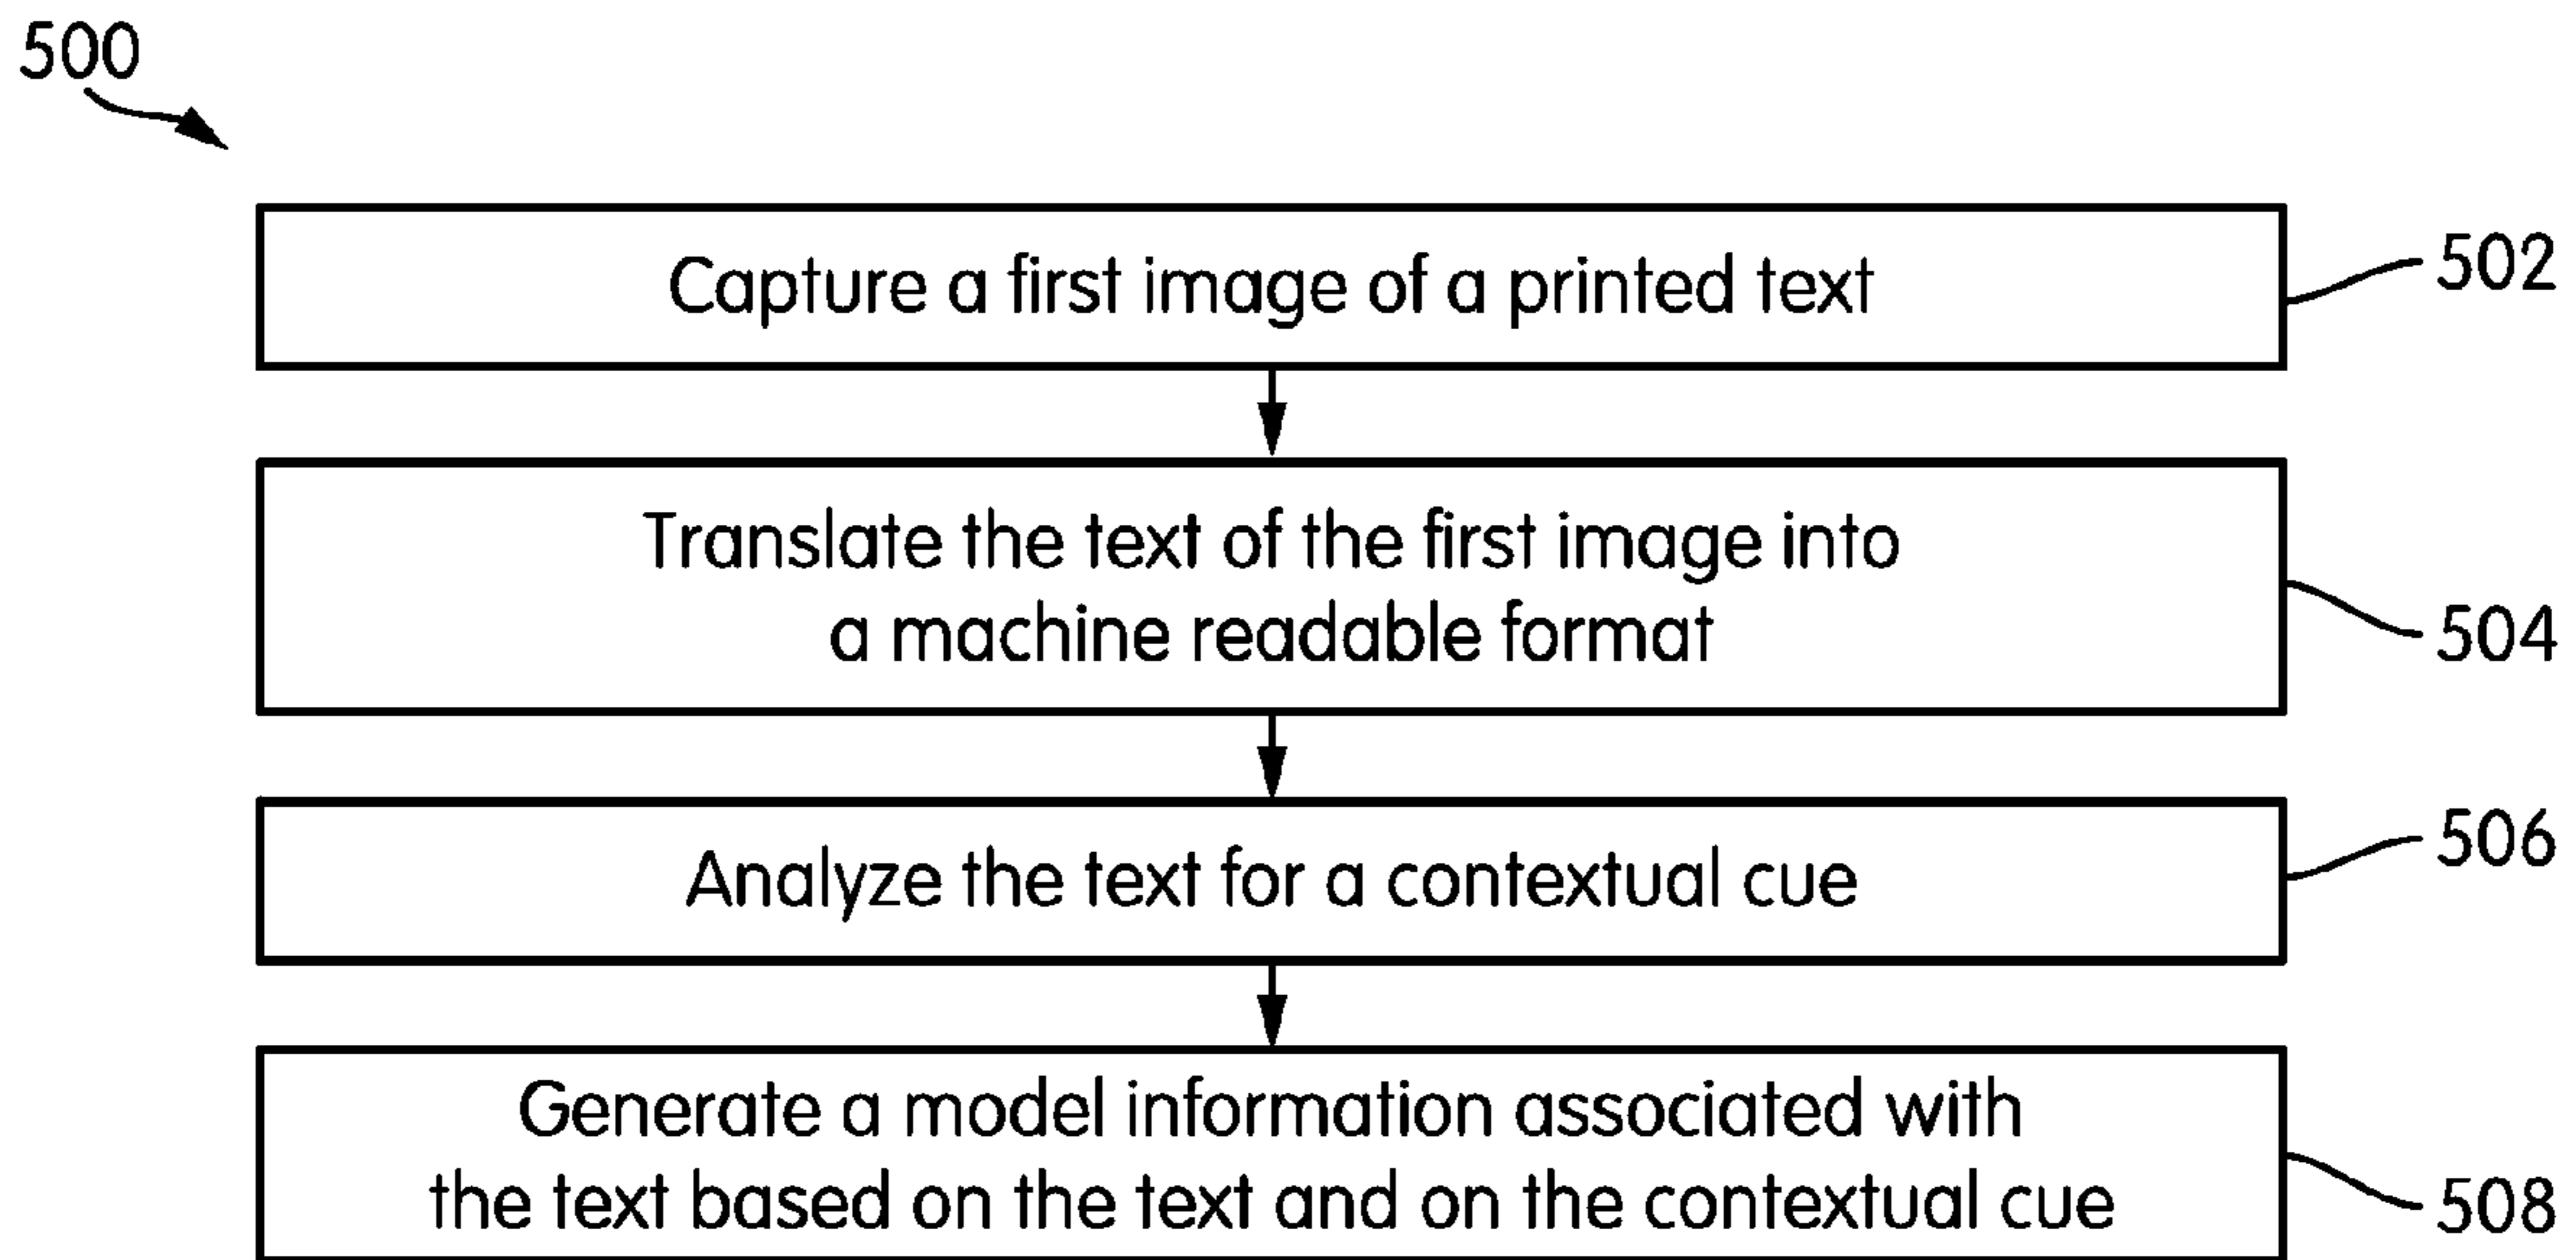 500
Capture a first image of a printed text
502
Translate the text of the first image into
a machine readable format
504
Analyze the text for a contextual cue
506
Generate a model information associated with
the text based on the text and on the contextual cue
508